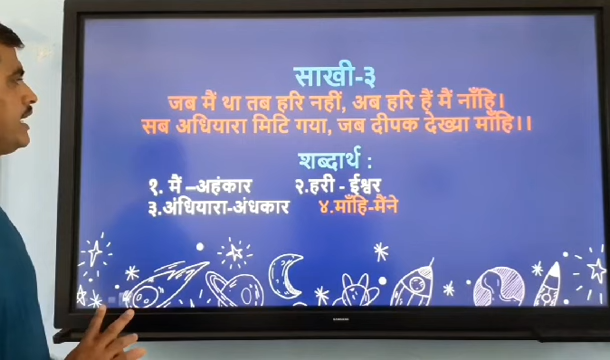 साखी-३
जब मैं था तब हरि नहीं, अब हरि हैं मैं नाँहि।
सब अधियारा मिटि गया, जब दीपक देख्या माँहि।।
शब्दार्थ :
१. मैं –अहंकार २.हरी - ईश्वर
३.अंधियारा-अंधकार ४.माँहि-मैंने